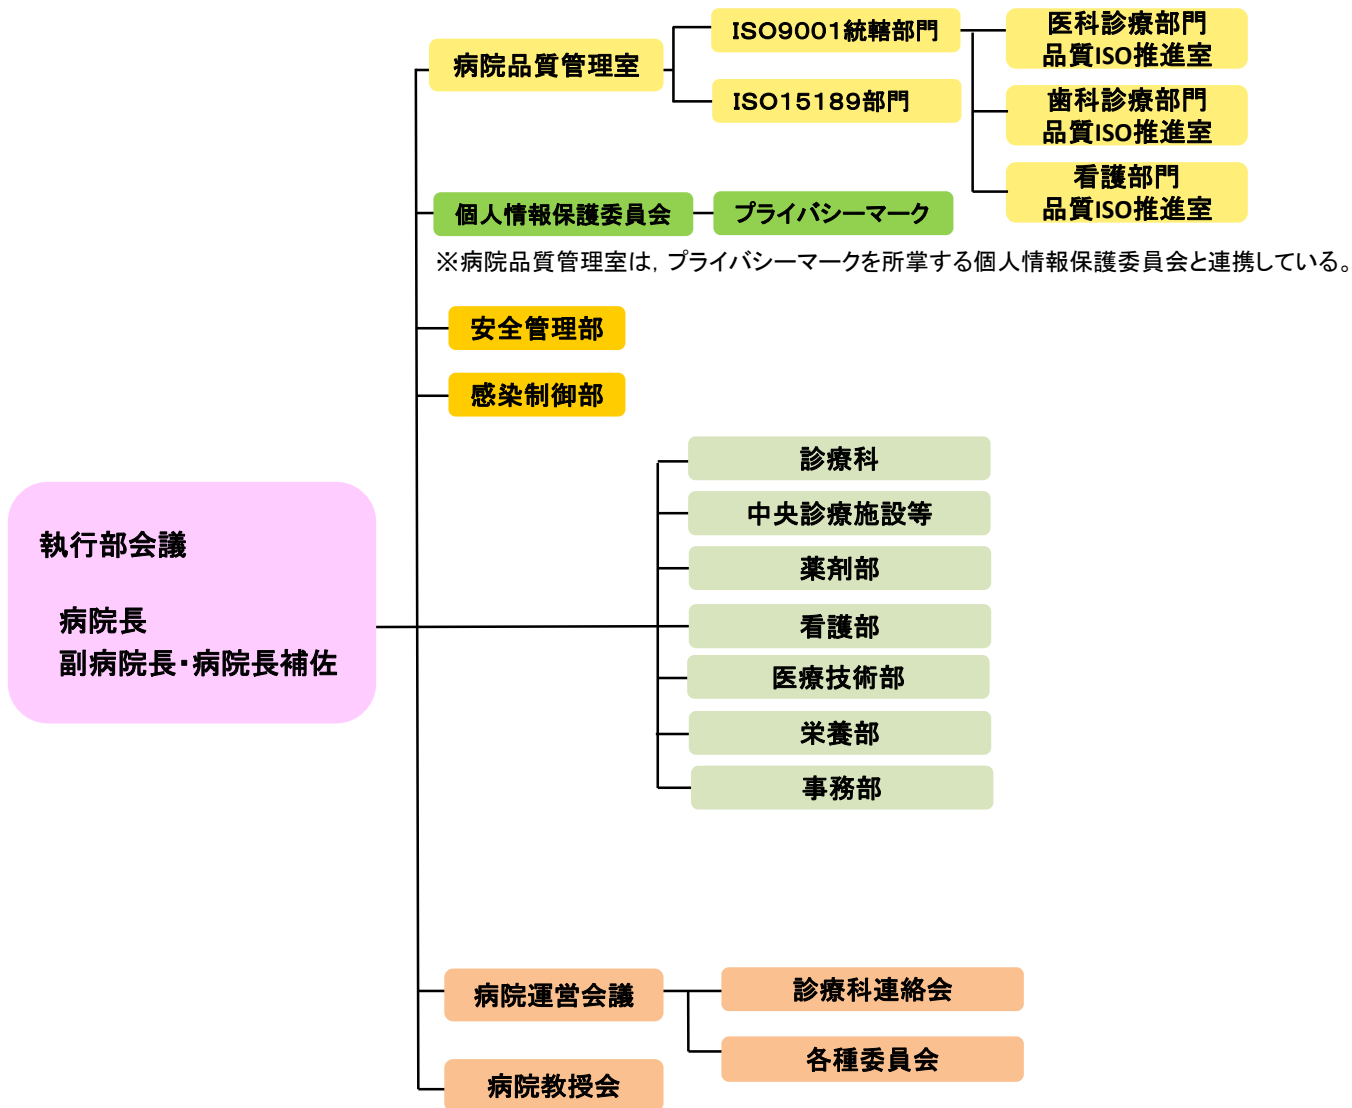 病院品質管理室
ISO9001統轄部門
ISO15189部門
医科診療部門
品質ISO推進室
歯科診療部門
品質ISO推進室
看護部門
品質ISO推進室
個人情報保護委員会
プライバシーマーク
※病院品質管理室は，プライバシーマークを所掌する個人情報保護委員会と連携している。
安全管理部
感染制御部
執行部会議
病院長
副病院長・病院長補佐
診療科
中央診療施設等
薬剤部
看護部
医療技術部
栄養部
事務部
病院運営会議
診療科連絡会
各種委員会
病院教授会